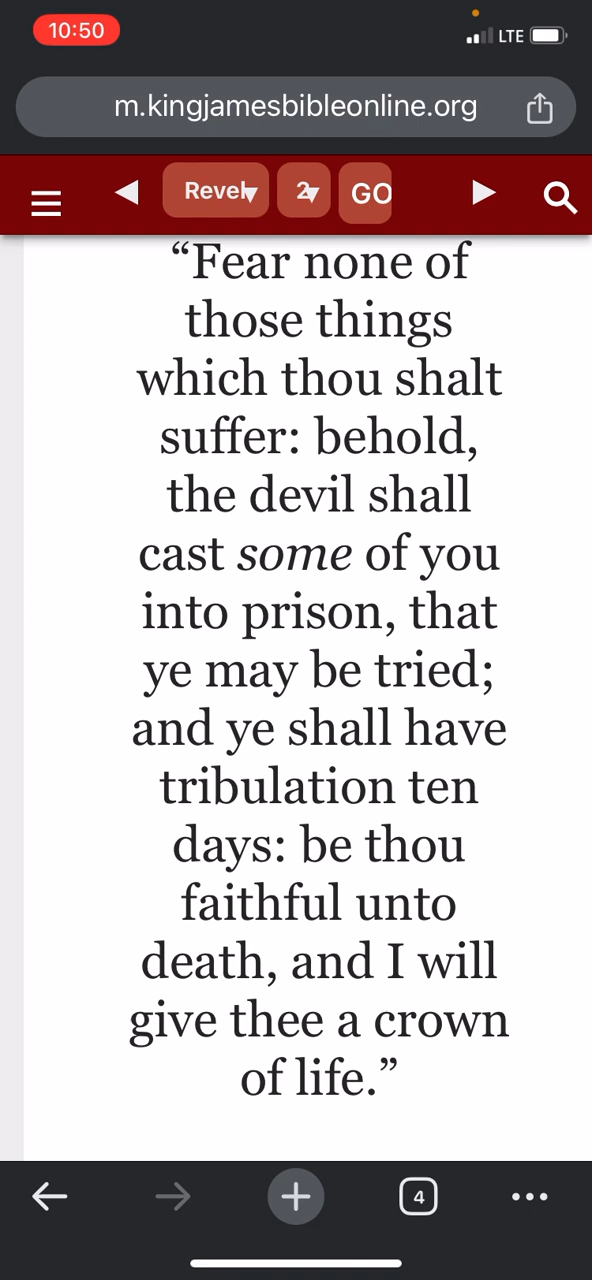 10:50
LTE
m.kingjamesbibleonline.org
Revel 2 GO
“Fear none of
those things
which thou shalt
suffer: behold,
the devil shall
cast some of you
into prison, that
ye may be tried;
and ye shall have
tribulation ten
days: be thou
faithful unto
death, and I will
give thee a crown
of life.”
4